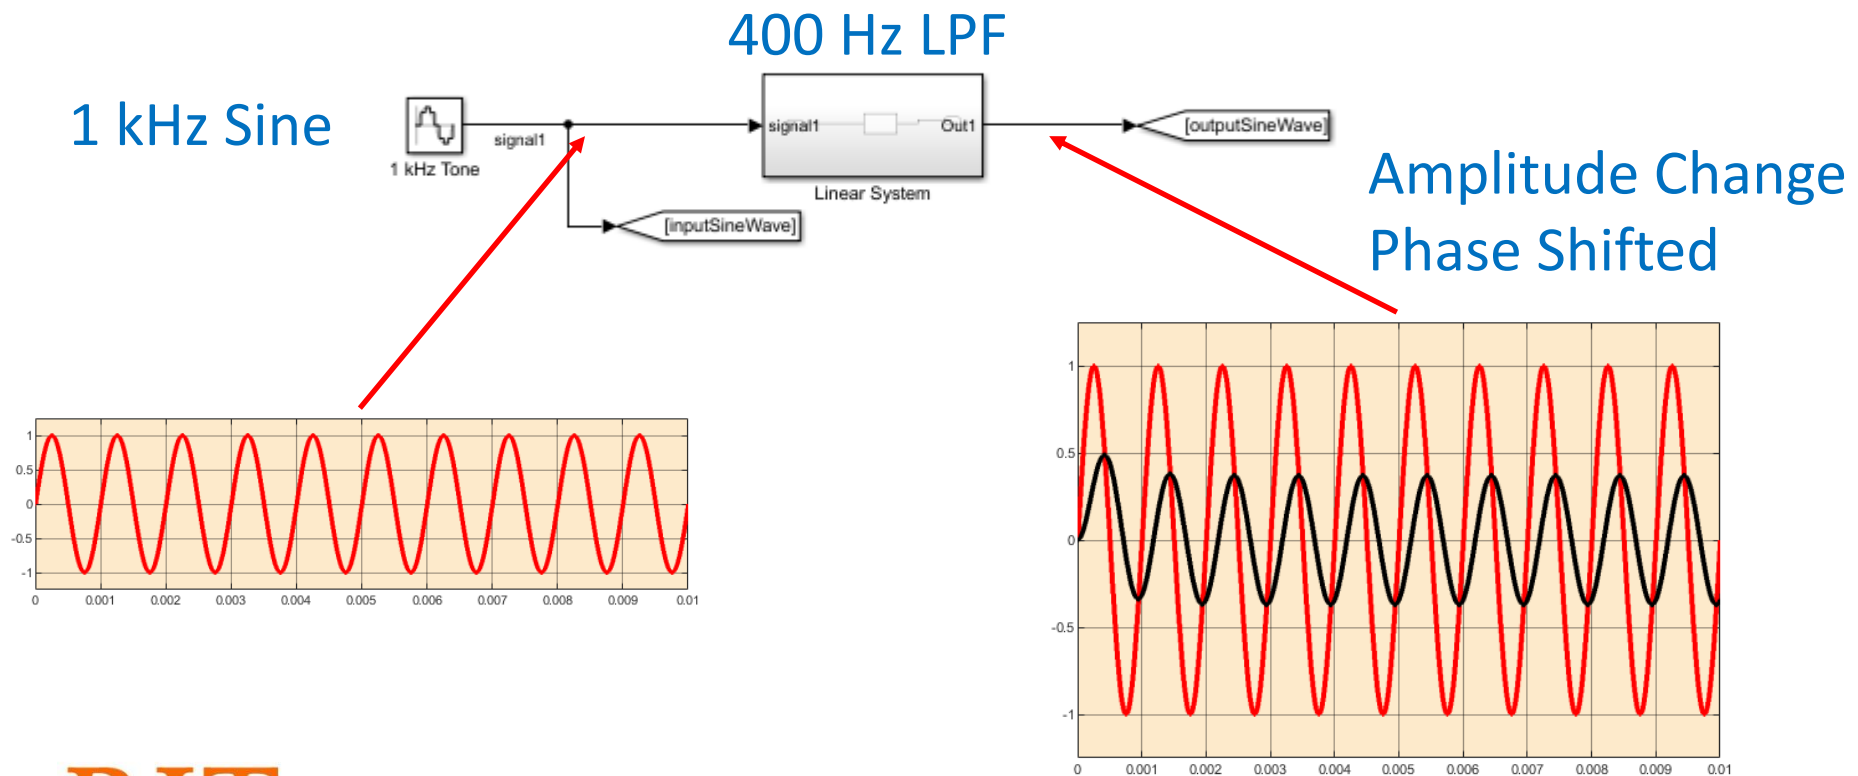 400 Hz LPF
1 kHz Sine
signal1
1 kHz Tone
signal1
Out1
Linear System
[outputSineWave]
[inputSineWave]
Amplitude Change
Phase Shifted
1
0.5
0
-0.5
-1
0
0.001
0.002
0.003
0.004
0.005
0.006
0.007
0.008
0.009
0.01
1
0.5
0
-0.5
-1
0
0.001
0.002
0.003
0.004
0.005
0.006
0.007
0.008
0.009
0.01